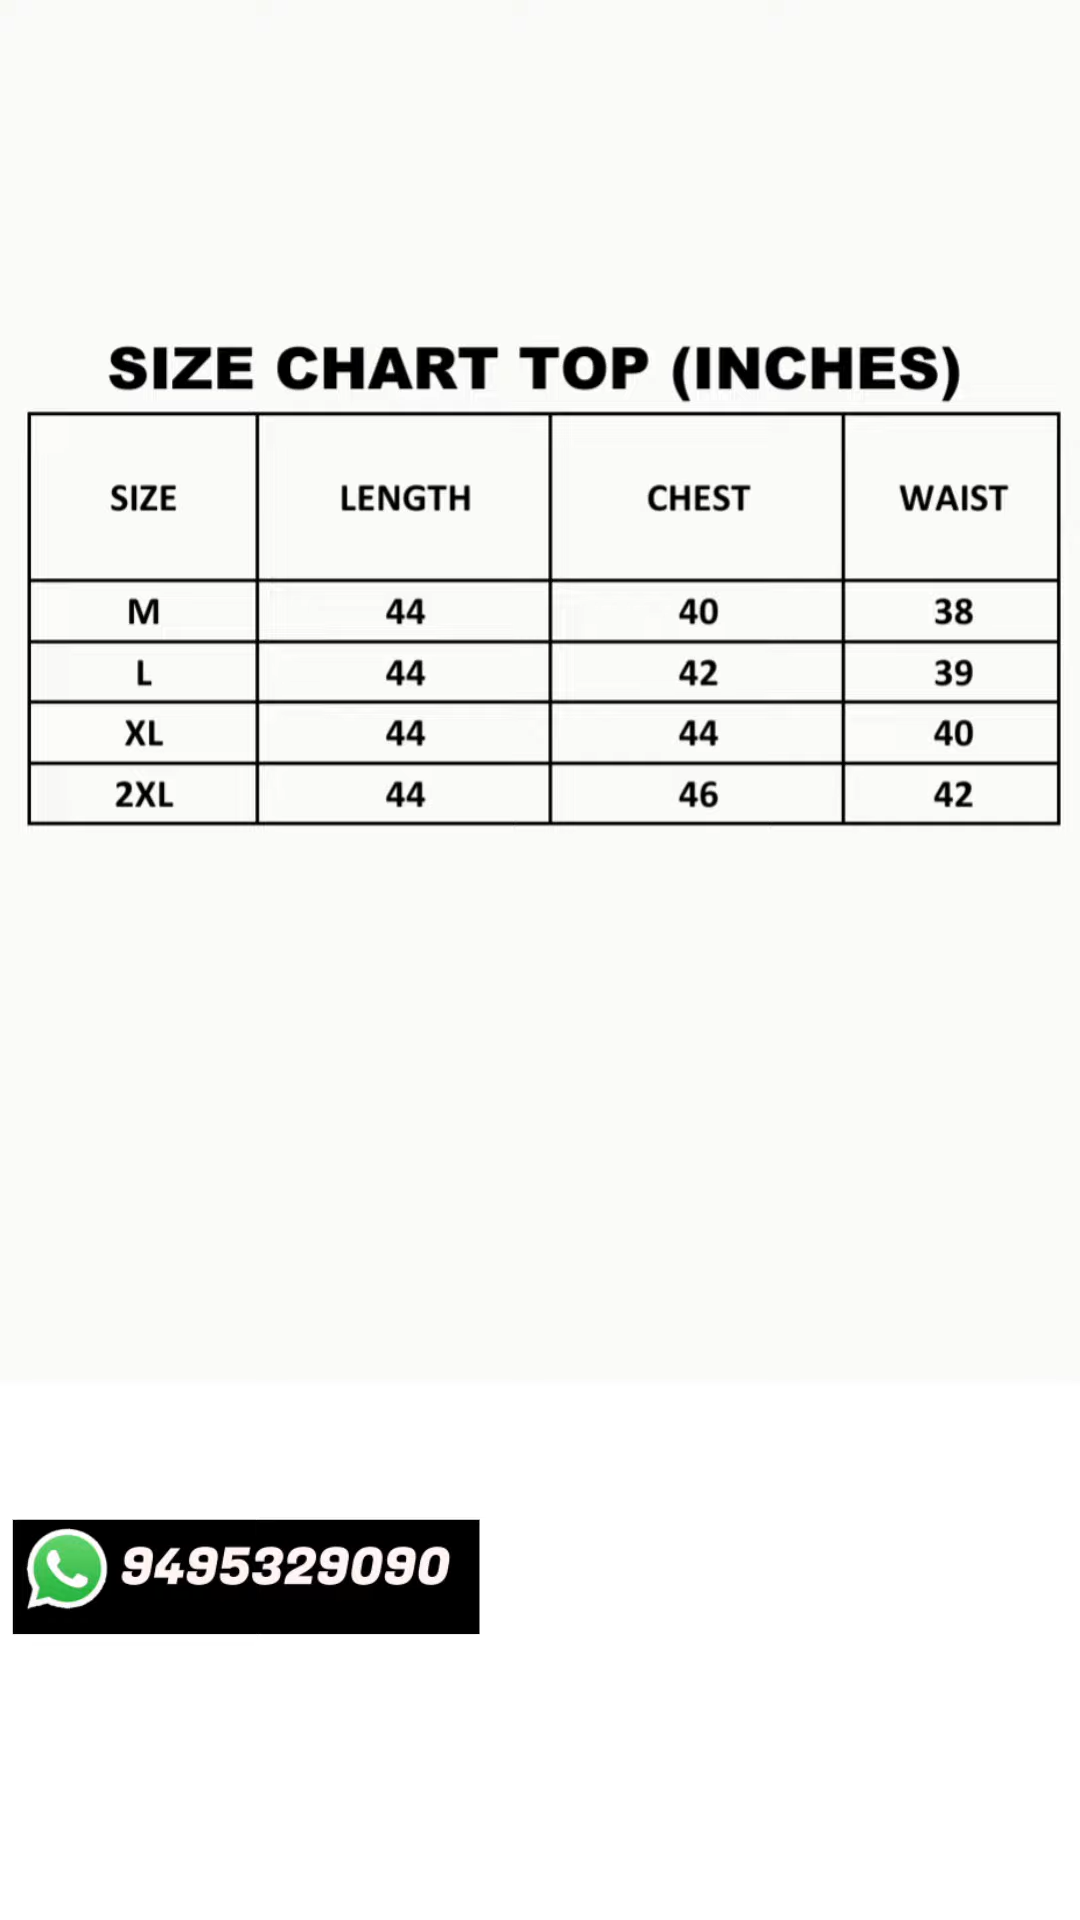 SIZE CHART TOP (INCHES)
SIZE LENGTH CHEST WAIST
M 44 40 38
L 44 42 39
XL 44 44 40
2XL 44 46 42
9495329090